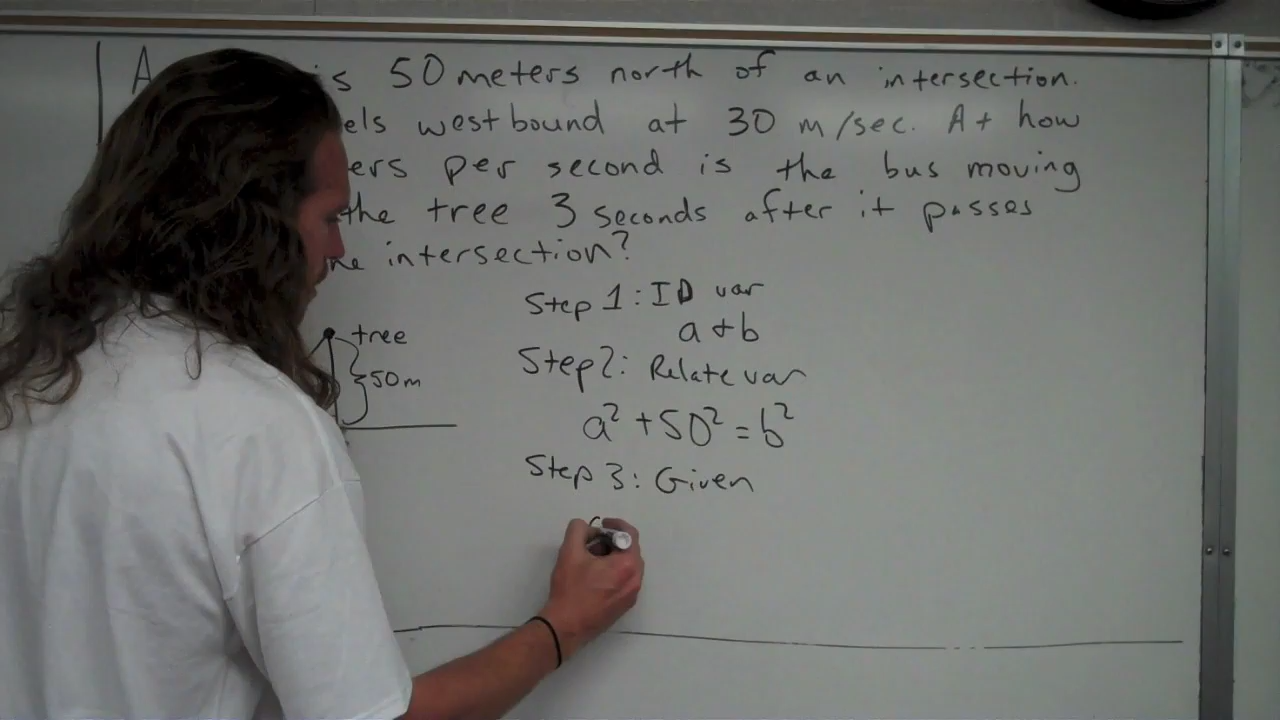 A is 50 meters north of an intersection.
els westbound at 30 m/sec. At how
ers per second is the bus moving
the tree 3 seconds after it passes
intersection?
Step 1: ID var
a + b
tree
Step 2: Relate var
50m
a² + 50² = b²
Step 3: Given